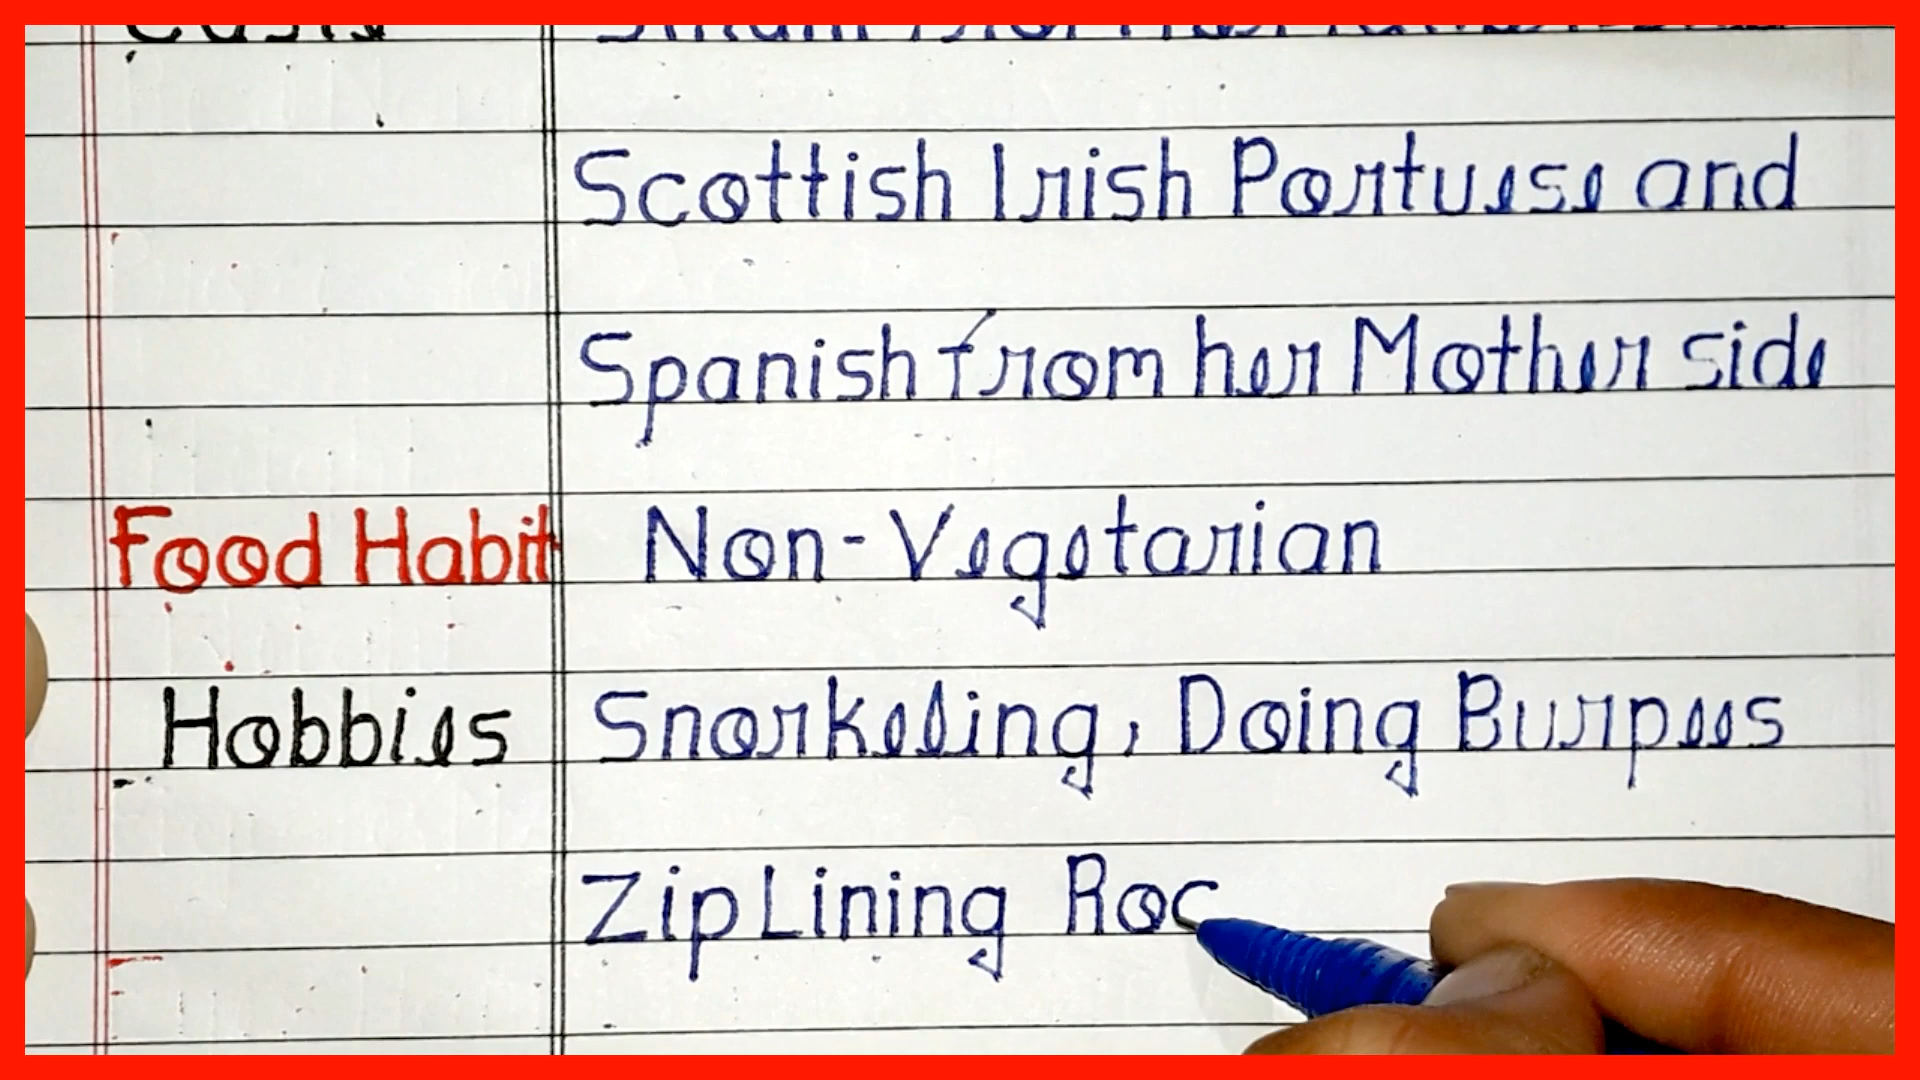 Scottish Irish Portuese and
Spanish from her Mother side
Food Habit Non-Vegetarian
Hobbies Snorkeling, Doing Burpees
Zip Lining Roc